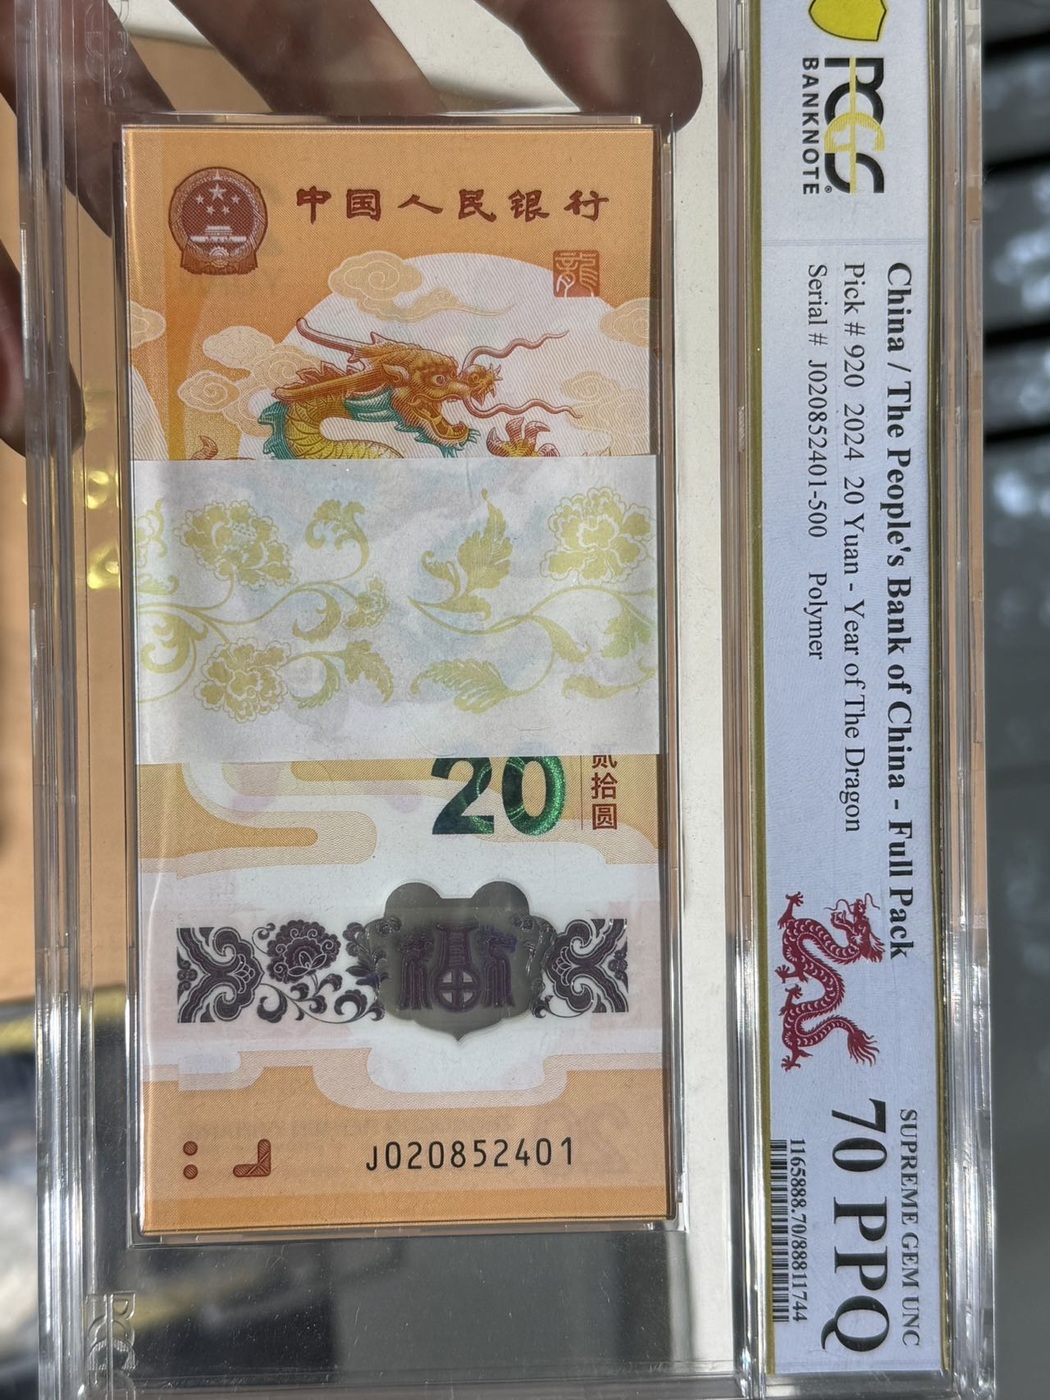 中国人民银行
龍
20
贰拾圆
J020852401
PCGS
BANKNOTE
China / The People's Bank of China - Full Pack
Pick # 920 2024 20 Yuan - Year of The Dragon
Serial # J020852401-500 Polymer
SUPREME GEM UNC
70 PPQ
1165888.70/88811744